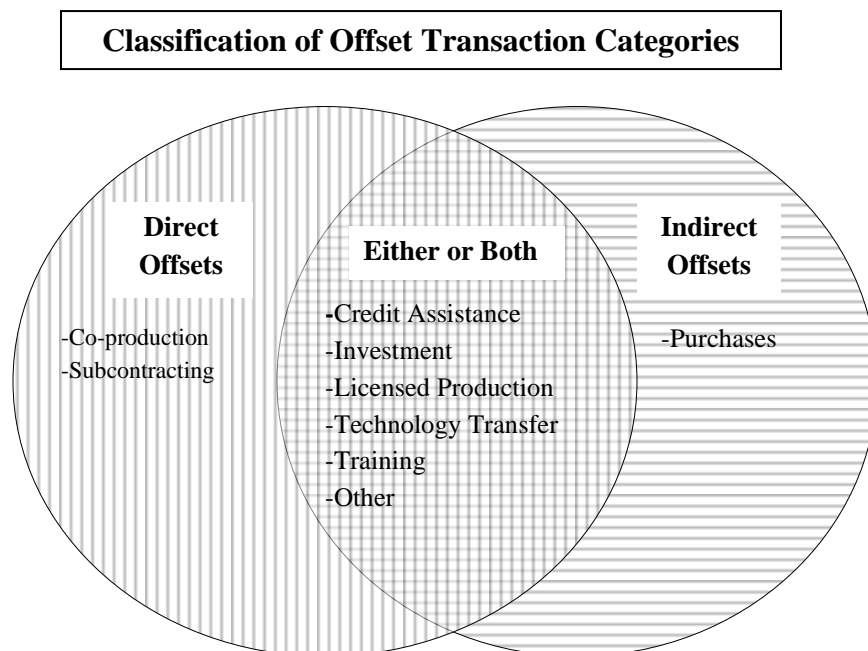 Classification of Offset Transaction Categories
Direct
Offsets
-Co-production
-Subcontracting
Either or Both
-Credit Assistance
-Investment
-Licensed Production
-Technology Transfer
-Training
-Other
Indirect
Offsets
-Purchases